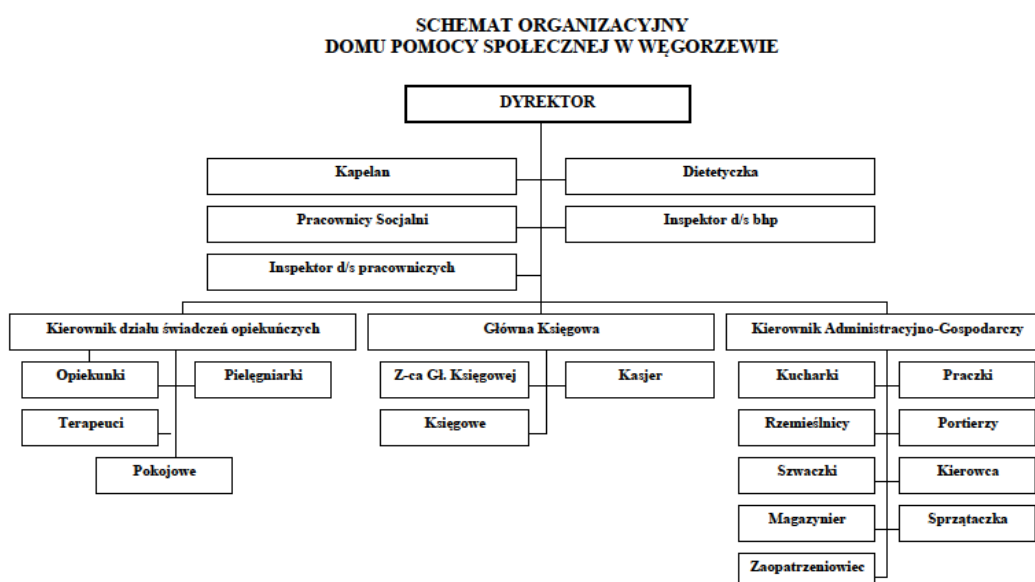 SCHEMAT ORGANIZACYJNY
DOMU POMOCY SPOŁECZNEJ W WĘGORZEWIE
DYREKTOR
Kapelan
Dietetyczka
Pracownicy Socjalni
Inspektor d/s bhp
Inspektor d/s pracowniczych
Kierownik działu świadczeń opiekuńczych
Główna Księgowa
Kierownik Administracyjno-Gospodarczy
Opiekunki
Pielęgniarki
Z-ca Gł. Księgowej
Kasjer
Kucharki
Praczki
Terapeuci
Księgowe
Rzemieślnicy
Portierzy
Pokojowe
Szwaczki
Kierowca
Magazynier
Sprzątaczka
Zaopatrzeniowiec